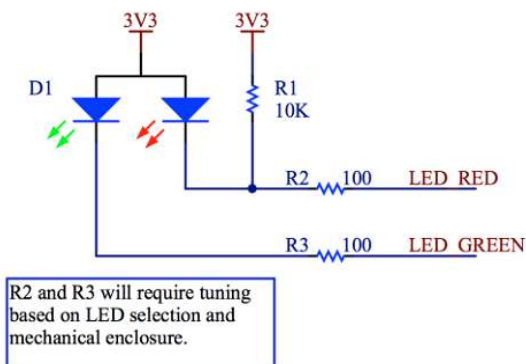 3V3
3V3
D1
R1
10K
R2 100 LED_RED
R3 100 LED_GREEN
R2 and R3 will require tuning
based on LED selection and
mechanical enclosure.